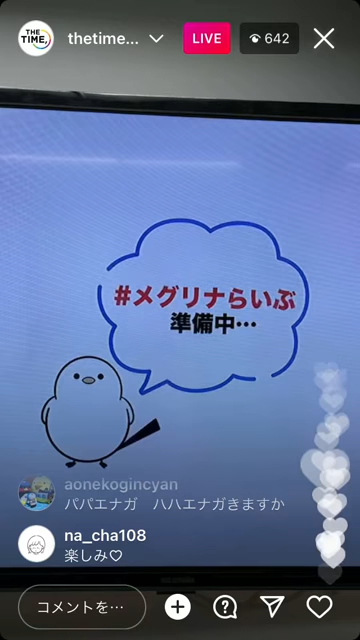 THE
TIME,
thetime...
LIVE
642
#メグリナらいぶ
準備中…
aonekogincyan
パパエナガ　ハハエナガきますか
na_cha108
楽しみ♡
コメントを…